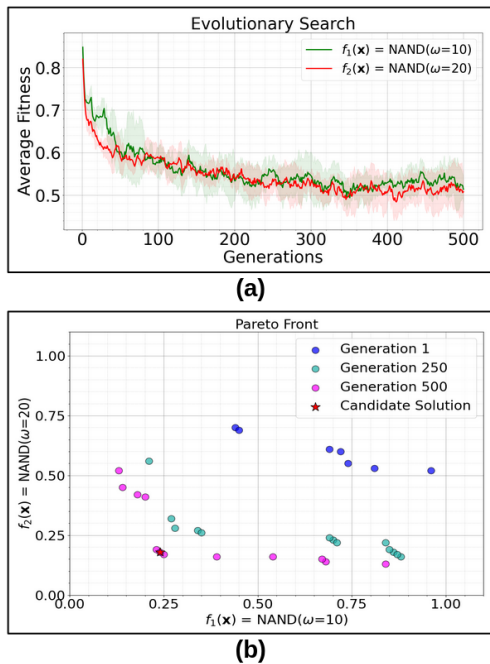 Evolutionary Search
f₁(x) = NAND(ω=10)
f₂(x) = NAND(ω=20)
Average Fitness
0.8
0.7
0.6
0.5
0
100
200
300
400
500
Generations
(a)
Pareto Front
Generation 1
Generation 250
Generation 500
Candidate Solution
f₂(x) = NAND(ω=20)
1.00
0.75
0.50
0.25
0.00
0.00
0.25
0.50
0.75
1.00
f₁(x) = NAND(ω=10)
(b)